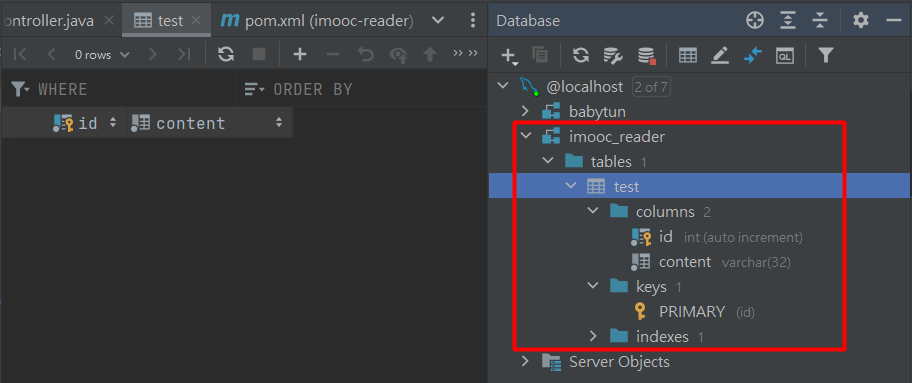 ontroller.java test pom.xml (imooc-reader)
0 rows
WHERE ORDER BY
id content
Database
QL
@localhost 2 of 7
babytun
imooc_reader
tables 1
test
columns 2
id int (auto increment)
content varchar(32)
keys 1
PRIMARY (id)
indexes 1
Server Objects